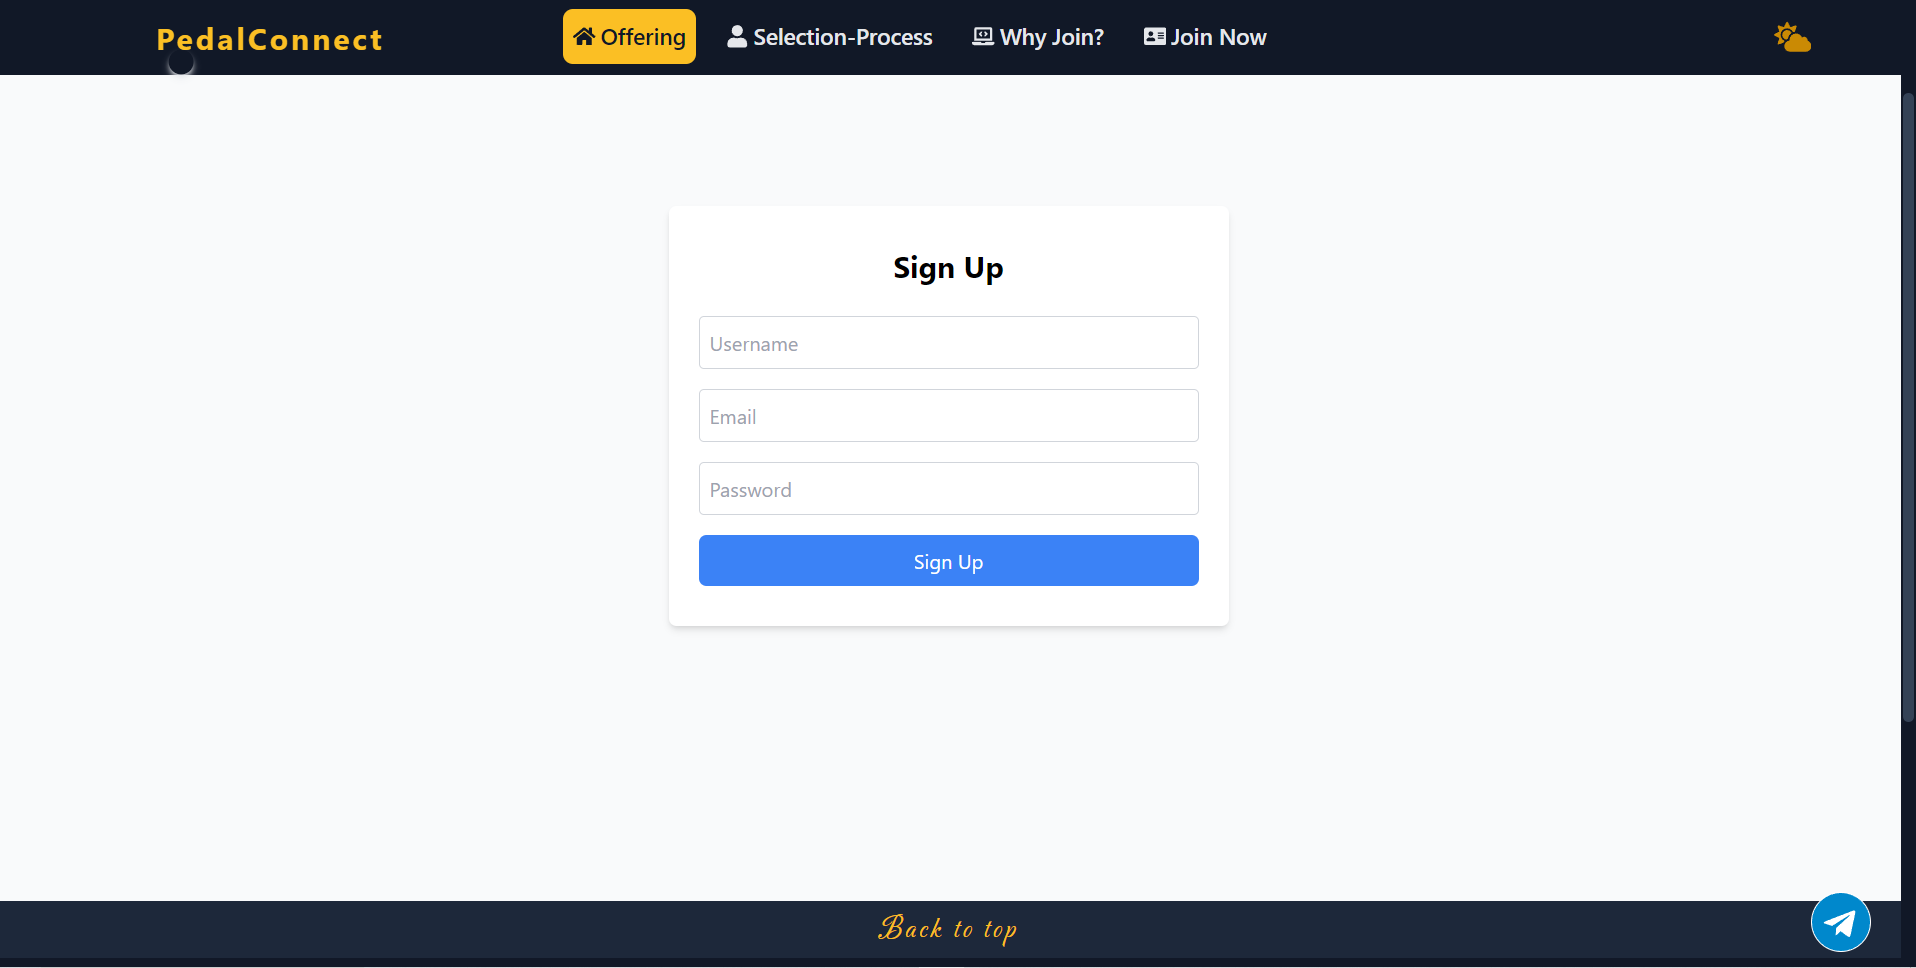 PedalConnect
Offering Selection-Process Why Join? Join Now
Sign Up
Username
Email
Password
Sign Up
Back to top